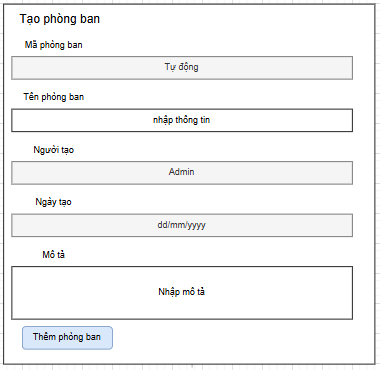 Tạo phòng ban
Mã phòng ban
Tự động
Tên phòng ban
nhập thông tin
Người tạo
Admin
Ngày tạo
dd/mm/yyyy
Mô tả
Nhập mô tả
Thêm phòng ban